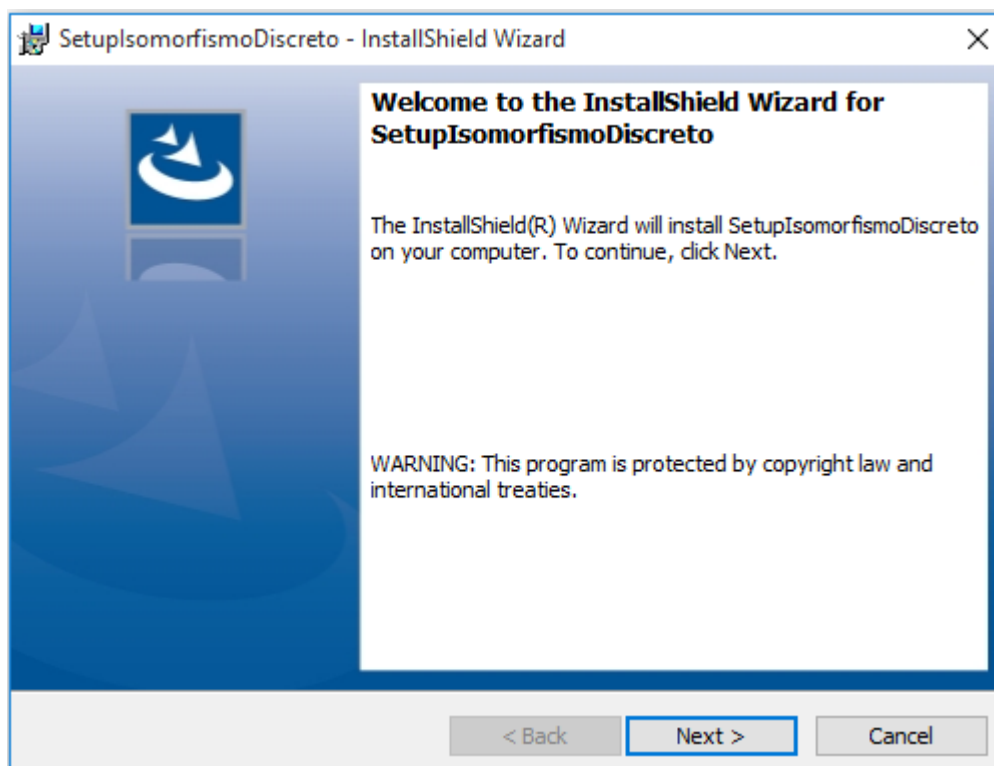 SetupIsomorfismoDiscreto - InstallShield Wizard
Welcome to the InstallShield Wizard for
SetupIsomorfismoDiscreto
The InstallShield(R) Wizard will install SetupIsomorfismoDiscreto
on your computer. To continue, click Next.
WARNING: This program is protected by copyright law and
international treaties.
< Back Next > Cancel